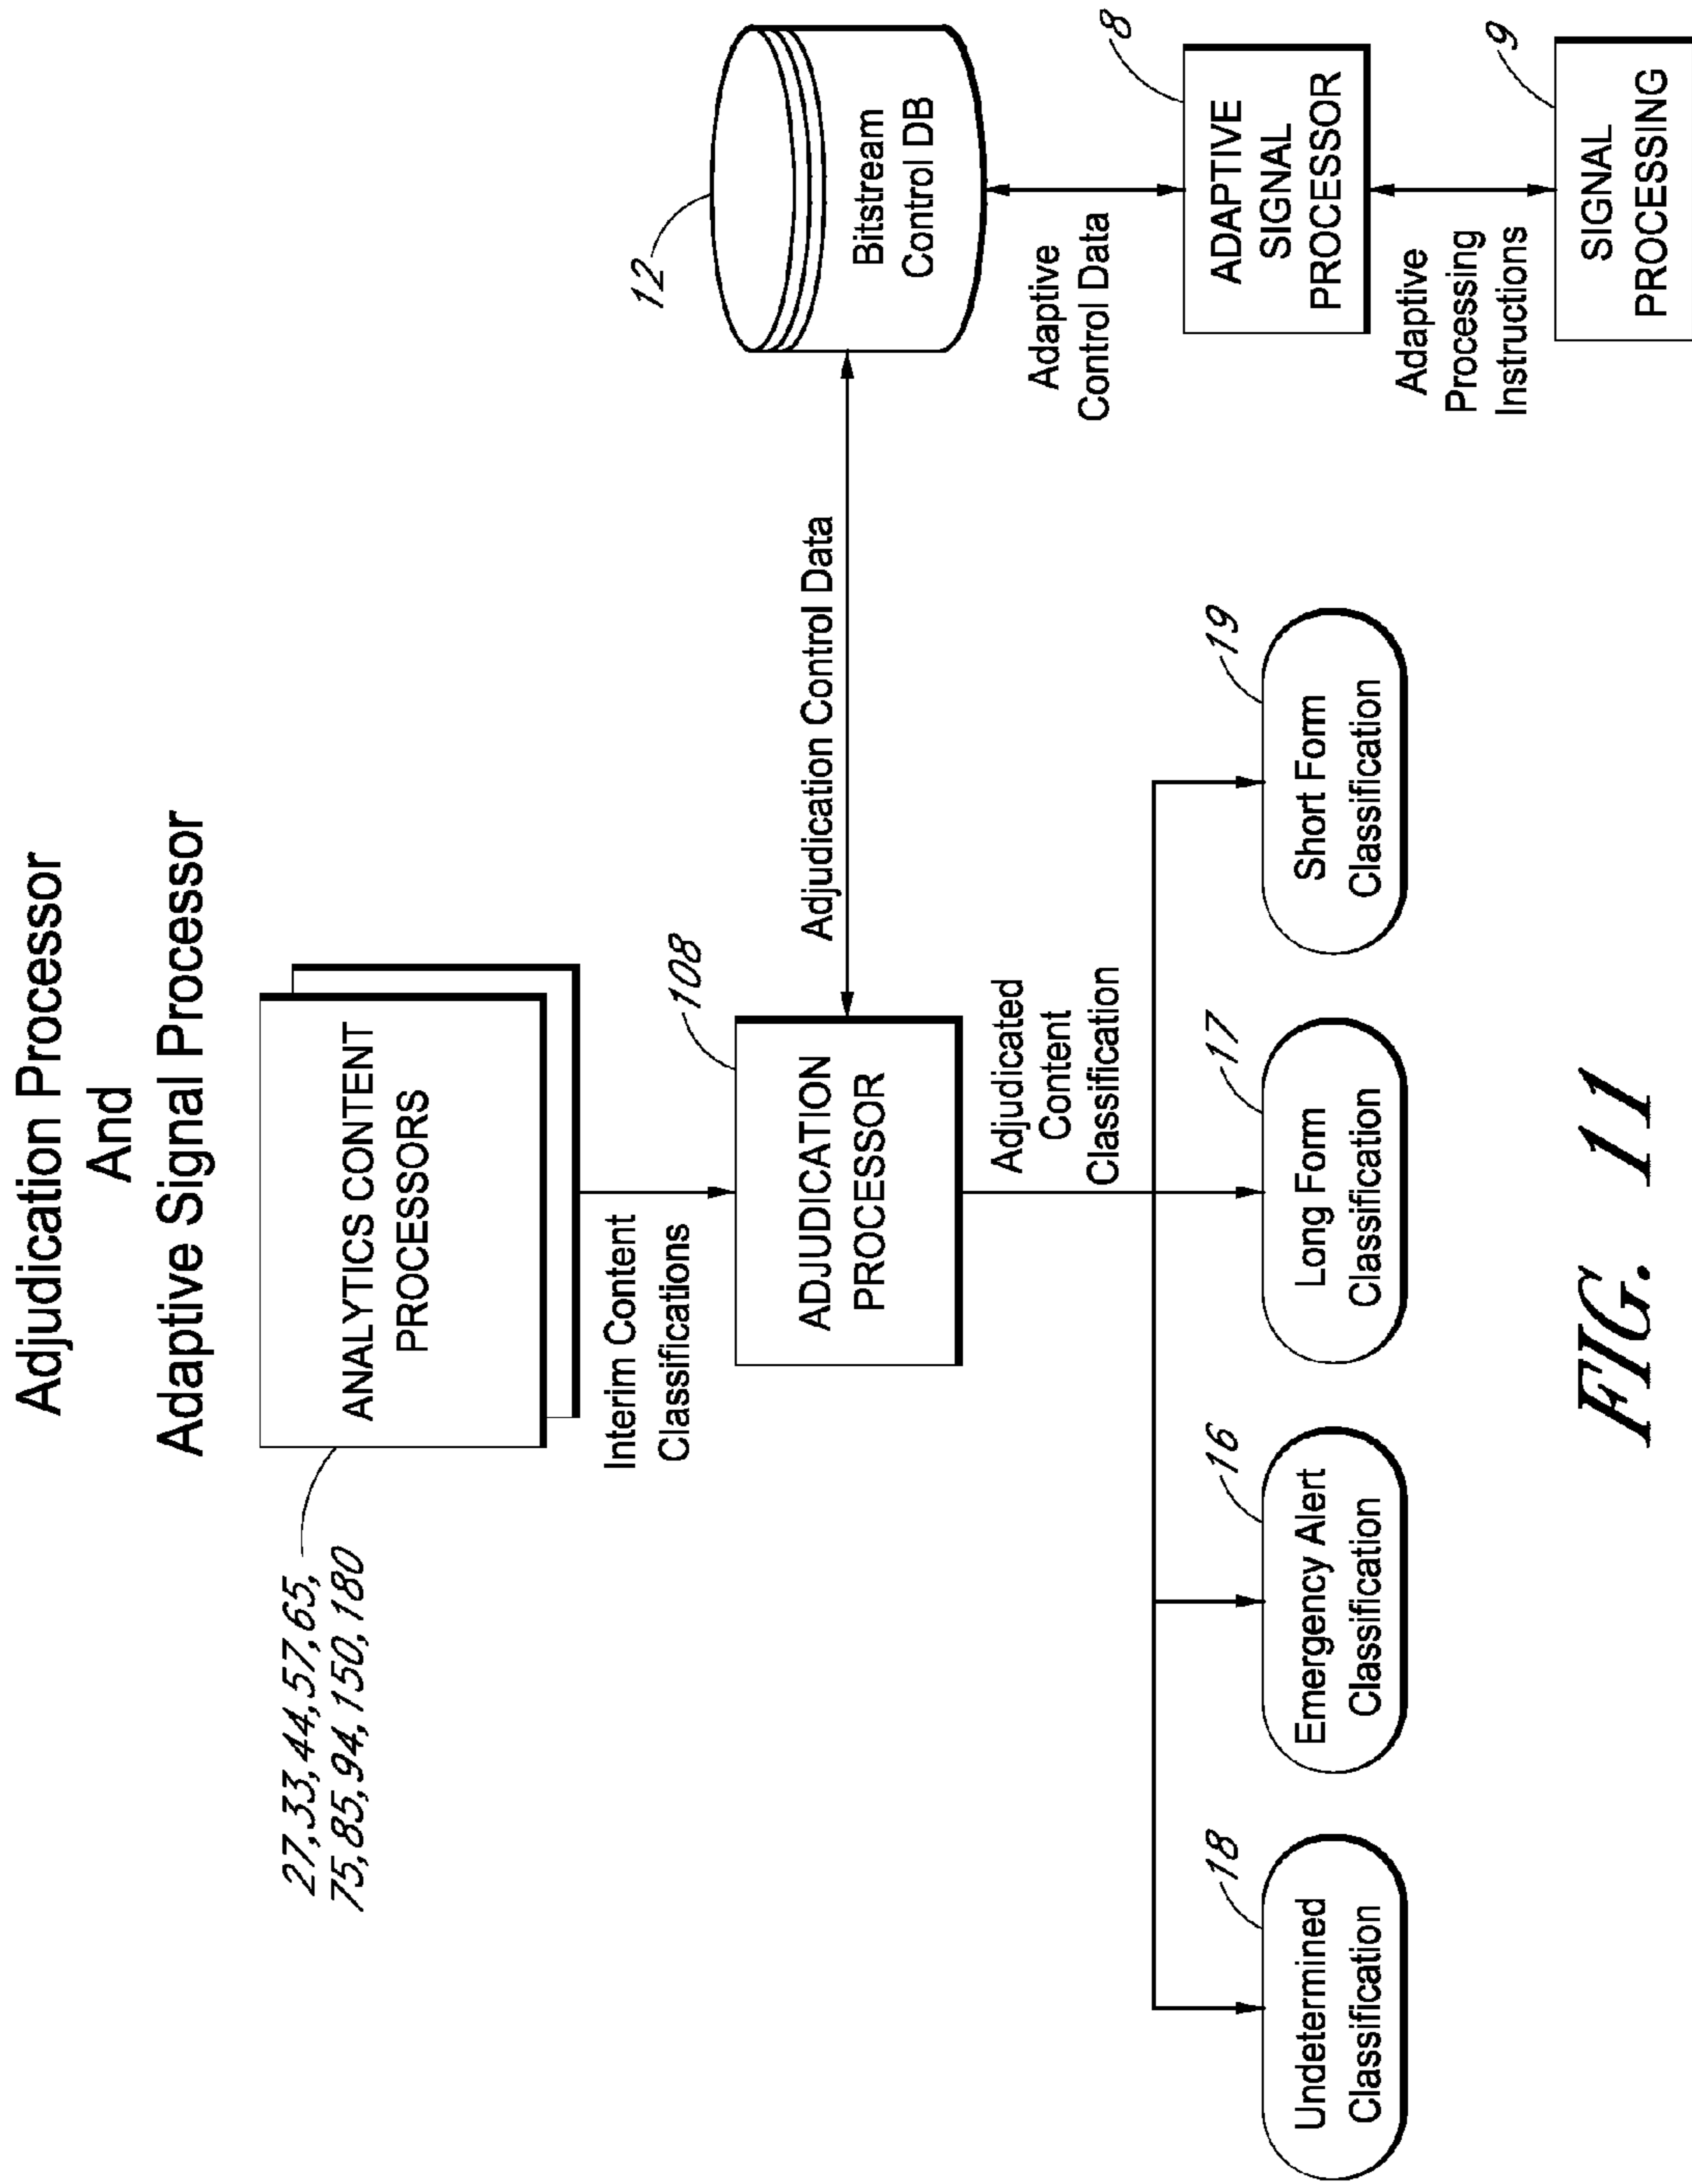 Adjudication Processor
And
Adaptive Signal Processor
27,33,44,57,65,
75,85,94,150,180
ANALYTICS CONTENT
PROCESSORS
Interim Content
Classifications
108
ADJUDICATION
PROCESSOR
Adjudication Control Data
12
Bitstream
Control DB
Adjudicated
Content
Classification
Adaptive
Control Data
8
ADAPTIVE
SIGNAL
PROCESSOR
Adaptive
Processing
Instructions
9
SIGNAL
PROCESSING
18
Undetermined
Classification
16
Emergency Alert
Classification
17
Long Form
Classification
19
Short Form
Classification
FIG. 11